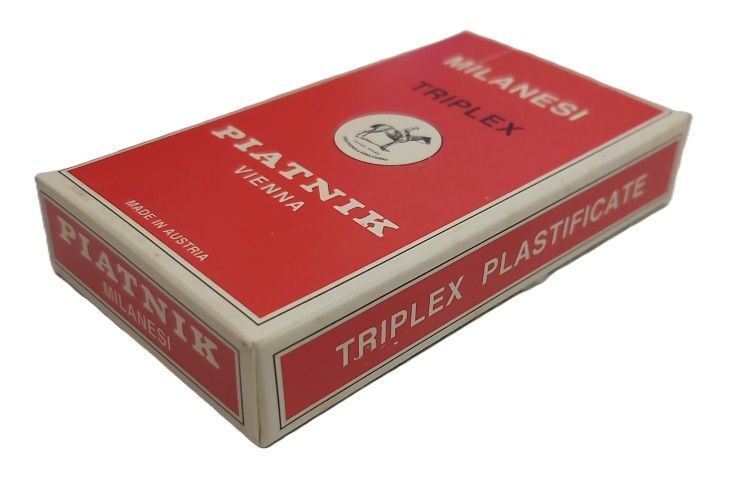 MILANESI
TRIPLEX
PIATNIK
VIENNA
MADE IN AUSTRIA
PIATNIK
MILANESI
TRIPLEX PLASTIFICATE